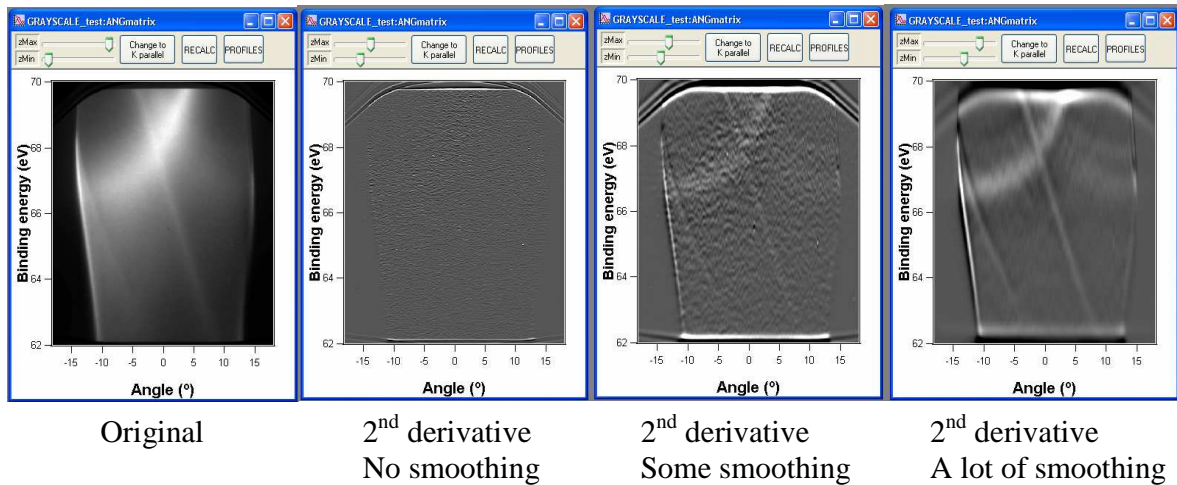 GRAYSCALE_test:ANGmatrix
zMax
zMin
Change to
K parallel
RECALC
PROFILES
70
68
66
64
62
Binding energy (eV)
-15 -10 -5 0 5 10 15
Angle (º)
Original
GRAYSCALE_test:ANGmatrix
zMax
zMin
Change to
K parallel
RECALC
PROFILES
70
68
66
64
62
Binding energy (eV)
-15 -10 -5 0 5 10 15
Angle (º)
2nd derivative
No smoothing
GRAYSCALE_test:ANGmatrix
zMax
zMin
Change to
K parallel
RECALC
PROFILES
70
68
66
64
62
Binding energy (eV)
-15 -10 -5 0 5 10 15
Angle (º)
2nd derivative
Some smoothing
GRAYSCALE_test:ANGmatrix
zMax
zMin
Change to
K parallel
RECALC
PROFILES
70
68
66
64
62
Binding energy (eV)
-15 -10 -5 0 5 10 15
Angle (º)
2nd derivative
A lot of smoothing